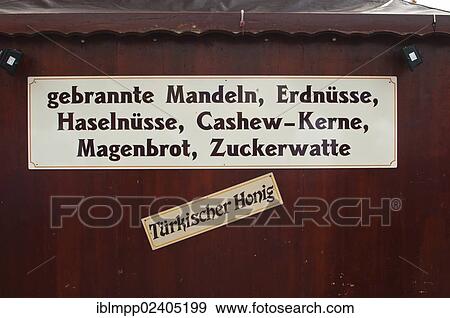 gebrannte Mandeln, Erdnüsse,
Haselnüsse, Cashew-Kerne,
Magenbrot, Zuckerwatte
Türkischer Honig
FOTOSEARCH
iblmpp02405199 www.fotosearch.com